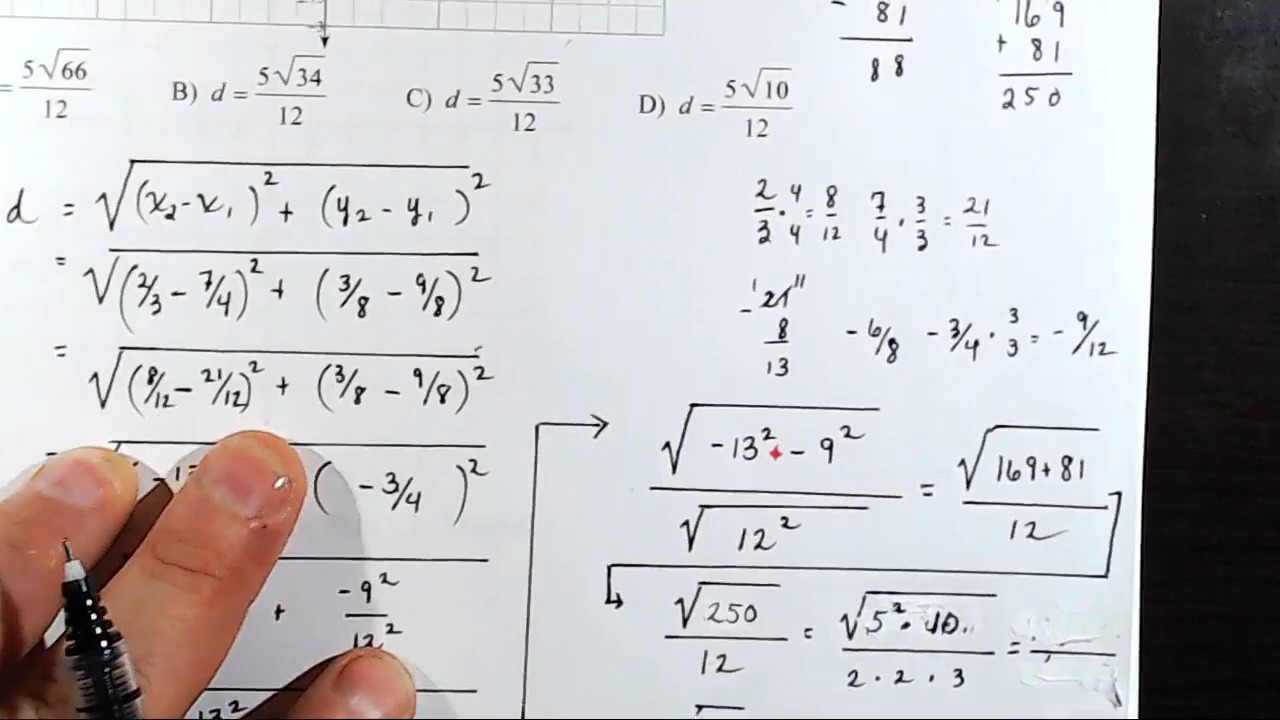 = 5√66/12 B) d = 5√34/12 C) d = 5√33/12 D) d = 5√10/12
- 81
88
169
+ 81
250
d = √(x₂ - x₁)² + (y₂ - y₁)²
= √(2/3 - 7/4)² + (3/8 - 9/8)²
= √(8/12 - 21/12)² + (3/8 - 9/8)²
( - 3/4 )²
+ -9²/12²
13²
2/3 · 4/4 = 8/12 7/4 · 3/3 = 21/12
- 21
8
13
- 6/8 - 3/4 · 3/3 = - 9/12
√-13² - 9² / √12² = √169+81 / 12
√250 / 12 = √5² · 10 / 2 · 2 · 3 =